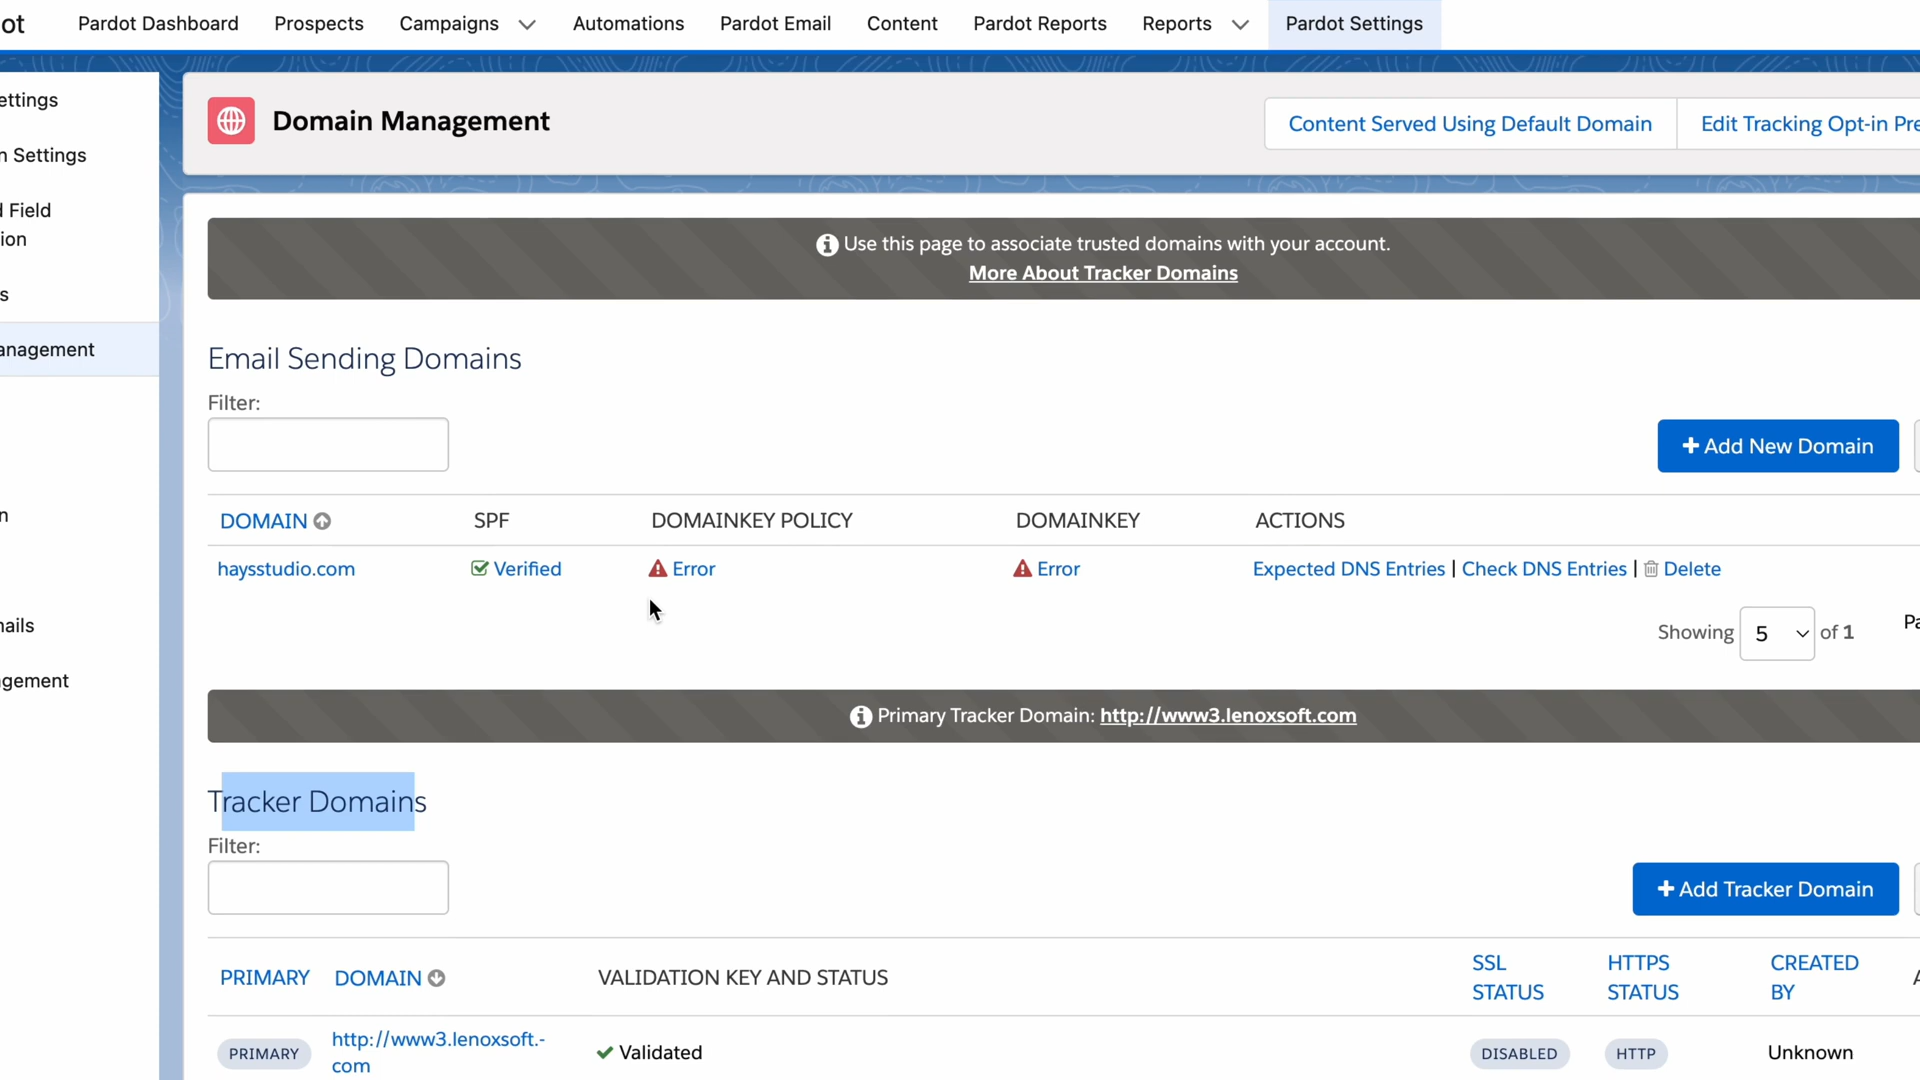 ot Pardot Dashboard Prospects Campaigns Automations Pardot Email Content Pardot Reports Reports Pardot Settings
ettings
n Settings
d Field
ion
s
anagement
n
nails
gement
Domain Management
Content Served Using Default Domain Edit Tracking Opt-in Pre
Use this page to associate trusted domains with your account.
More About Tracker Domains
Email Sending Domains
Filter:
+ Add New Domain
DOMAIN SPF DOMAINKEY POLICY DOMAINKEY ACTIONS
haysstudio.com Verified Error Error Expected DNS Entries | Check DNS Entries | Delete
Showing 5 of 1 Pa
Primary Tracker Domain: http://www3.lenoxsoft.com
Tracker Domains
Filter:
+ Add Tracker Domain
PRIMARY DOMAIN VALIDATION KEY AND STATUS SSL STATUS HTTPS STATUS CREATED BY A
PRIMARY http://www3.lenoxsoft.-
com
Validated DISABLED HTTP Unknown